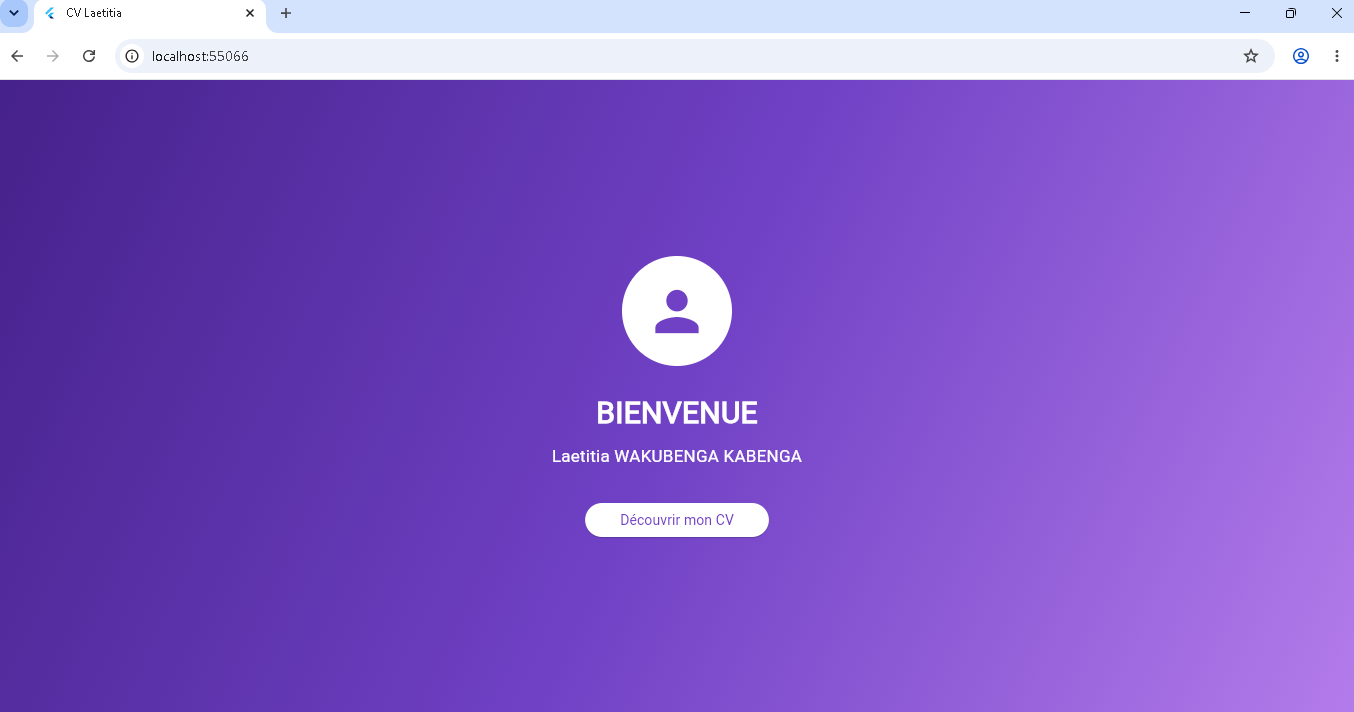 CV Laetitia
localhost:55066
BIENVENUE
Laetitia WAKUBENGA KABENGA
Découvrir mon CV